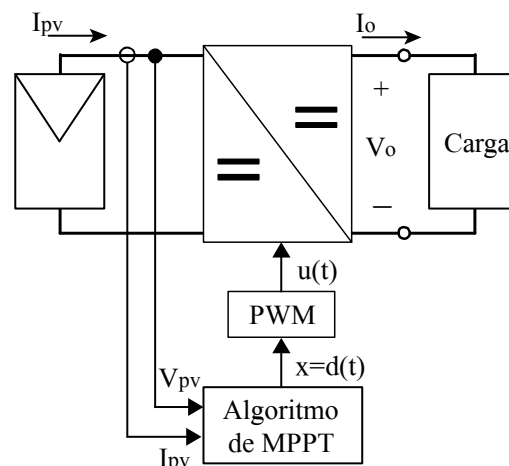 Ipv
Io
+
Vo
−
Carga
u(t)
PWM
x=d(t)
Vpv
Algoritmo
de MPPT
Ipv